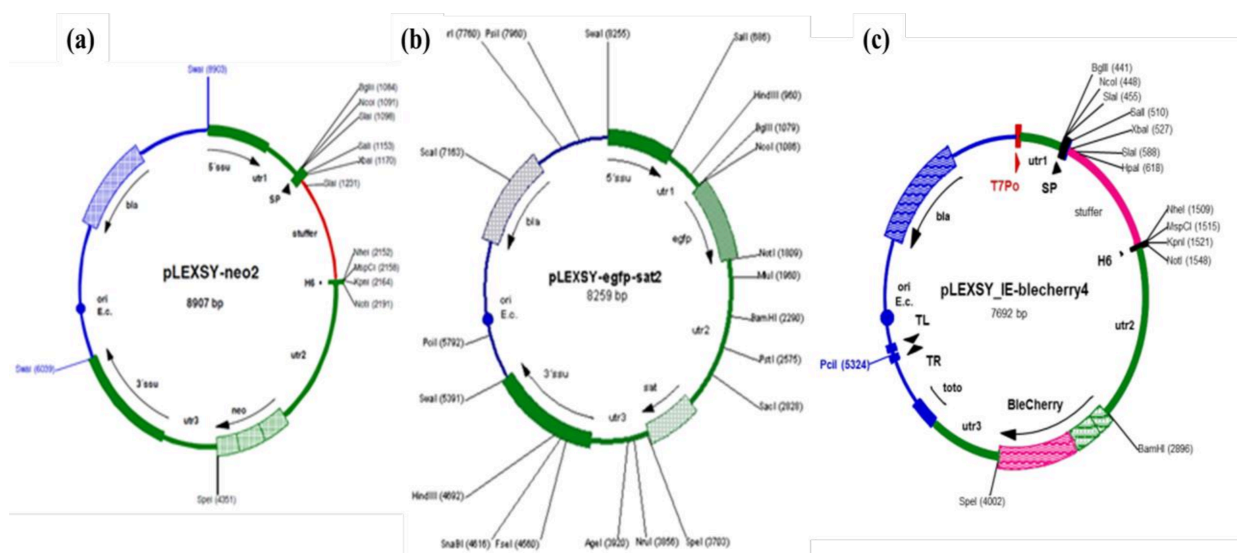 (a)
SwaI (8903)
BglII (1084)
NcoI (1091)
SlaI (1098)
SalI (1153)
XbaI (1170)
SlaI (1231)
5'ssu
utr1
SP
stuffer
bla
pLEXSY-neo2
8907 bp
NheI (2152)
MspCI (2158)
KpnI (2164)
NotI (2191)
H6
ori
E.c.
utr2
SwaI (6039)
3'ssu
utr3
neo
SpeI (4351)
(b)
rI (7760)
PsiI (7960)
SwaI (8255)
SalI (686)
HindIII (960)
BglII (1079)
NcoI (1086)
ScaI (7163)
5'ssu
utr1
bla
egfp
NotI (1809)
MluI (1960)
pLEXSY-egfp-sat2
8259 bp
BamHI (2290)
ori
E.c.
utr2
PciI (5792)
PstI (2575)
SacI (2828)
SwaI (5391)
3'ssu
sat
utr3
HindIII (4692)
SnaBI (4616)
FseI (4560)
AgeI (3920)
NruI (3856)
SpeI (3703)
(c)
BglII (441)
NcoI (448)
SlaI (455)
SalI (510)
XbaI (527)
SlaI (588)
HpaI (618)
utr1
T7Po
SP
stuffer
bla
NheI (1509)
MspCI (1515)
KpnI (1521)
NotI (1548)
H6
pLEXSY_IE-blecherry4
7692 bp
ori
E.c.
TL
TR
PciI (5324)
utr2
toto
utr3
BleCherry
BamHI (2896)
SpeI (4002)